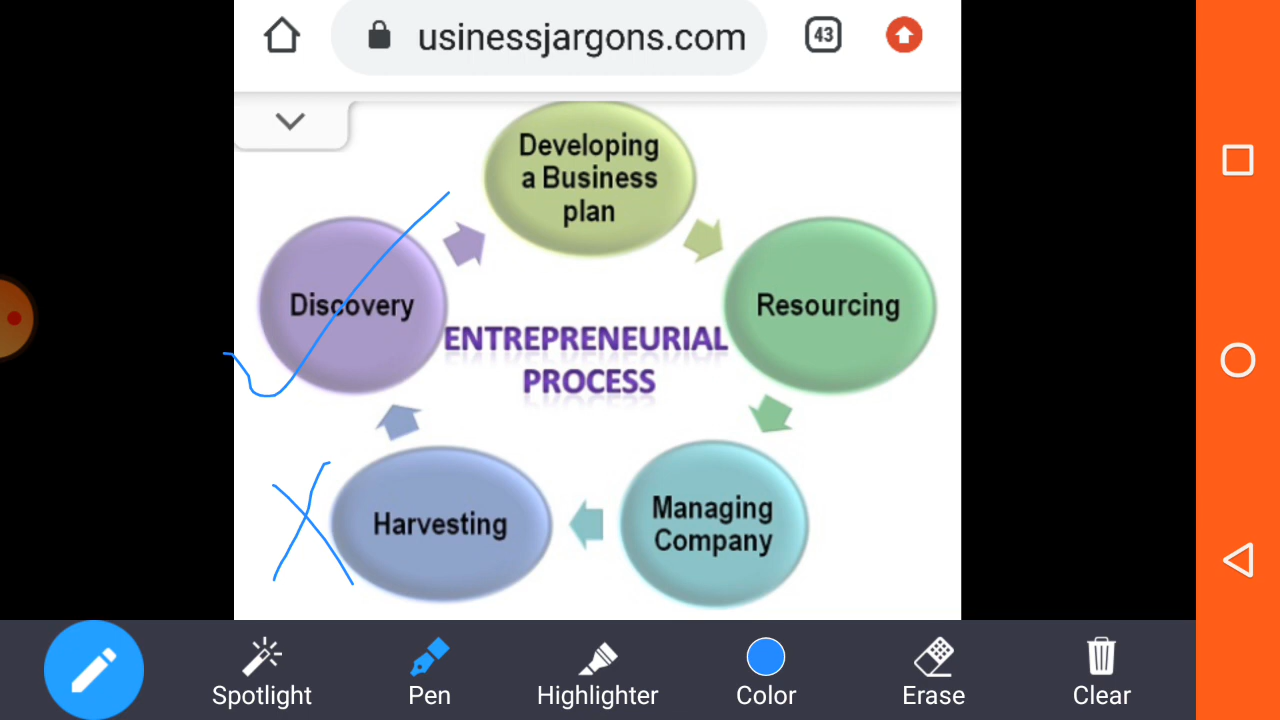 usinessjargons.com
43
Developing
a Business
plan
Discovery
Resourcing
ENTREPRENEURIAL
PROCESS
Harvesting
Managing
Company
Spotlight
Pen
Highlighter
Color
Erase
Clear